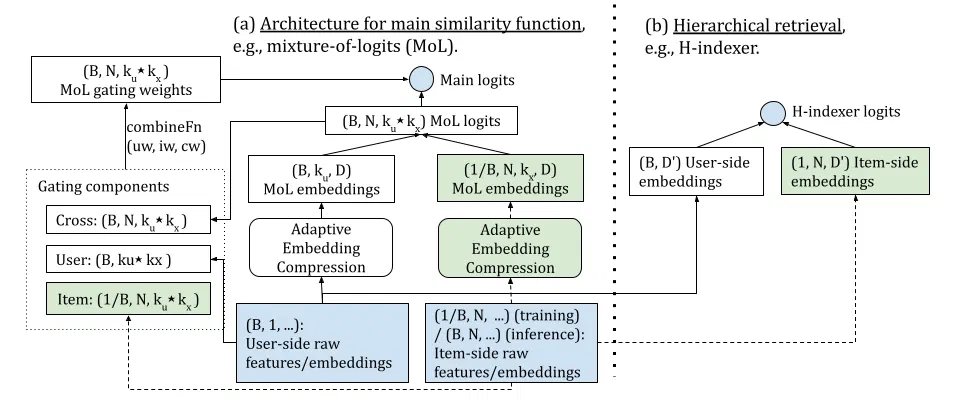 (a) Architecture for main similarity function,
e.g., mixture-of-logits (MoL).
(B, N, k_u * k_x)
MoL gating weights
Main logits
(B, N, k_u * k_x) MoL logits
combineFn
(uw, iw, cw)
(B, k_u, D)
MoL embeddings
(1/B, N, k_x, D)
MoL embeddings
Gating components
Cross: (B, N, k_u * k_x)
User: (B, ku* kx )
Item: (1/B, N, k_u * k_x)
Adaptive
Embedding
Compression
Adaptive
Embedding
Compression
(B, 1, ...):
User-side raw
features/embeddings
(1/B, N, ...) (training)
/ (B, N, ...) (inference):
Item-side raw
features/embeddings
(b) Hierarchical retrieval,
e.g., H-indexer.
H-indexer logits
(B, D') User-side
embeddings
(1, N, D') Item-side
embeddings